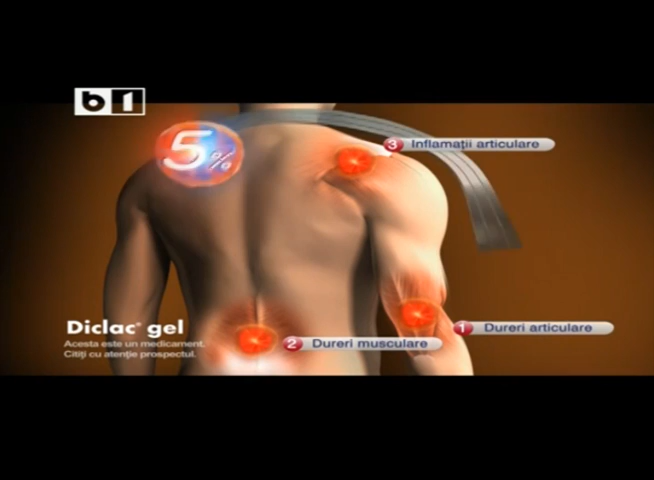 b 1
5%
3 Inflamații articulare
1 Dureri articulare
2 Dureri musculare
Diclac® gel
Acesta este un medicament.
Citiți cu atenție prospectul.